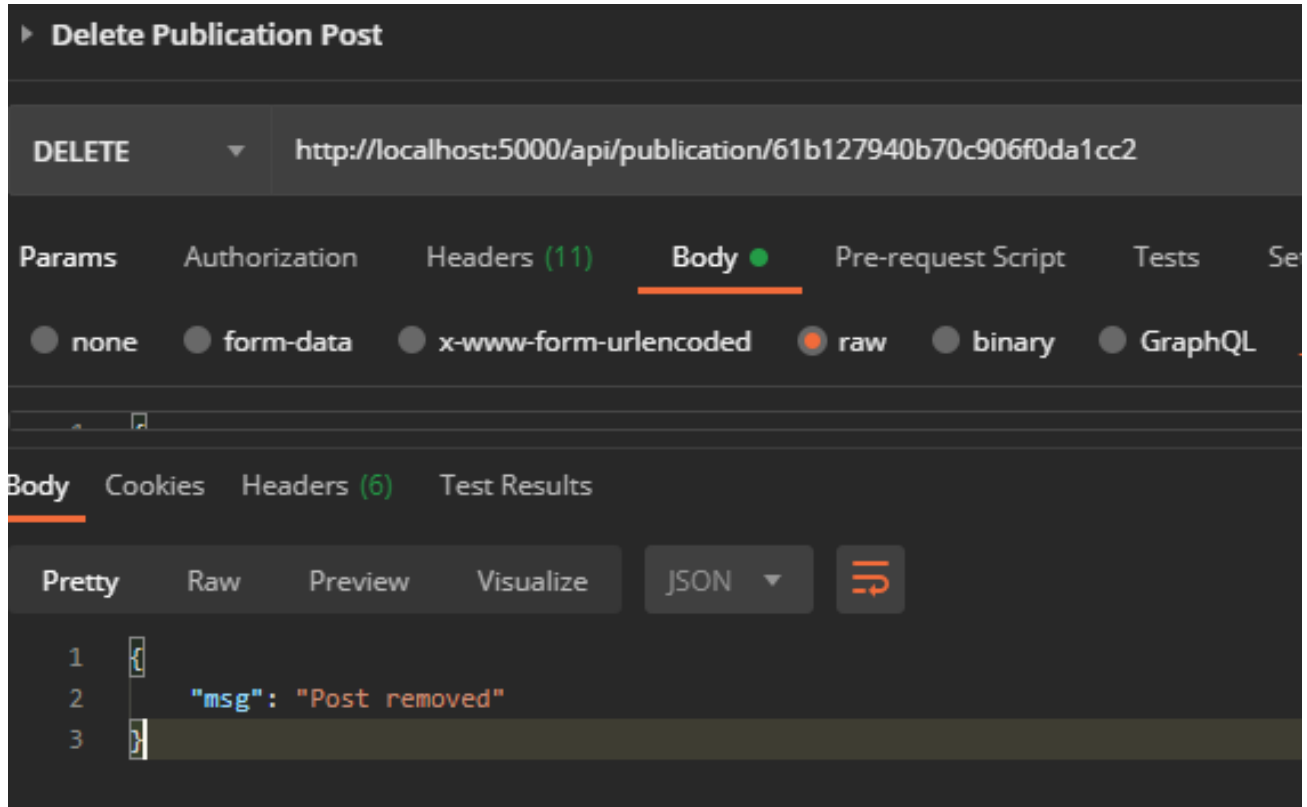 Delete Publication Post
DELETE http://localhost:5000/api/publication/61b127940b70c906f0da1cc2
Params Authorization Headers (11) Body Pre-request Script Tests
none form-data x-www-form-urlencoded raw binary GraphQL
Body Cookies Headers (6) Test Results
Pretty Raw Preview Visualize JSON
1 {
2 "msg": "Post removed"
3 }